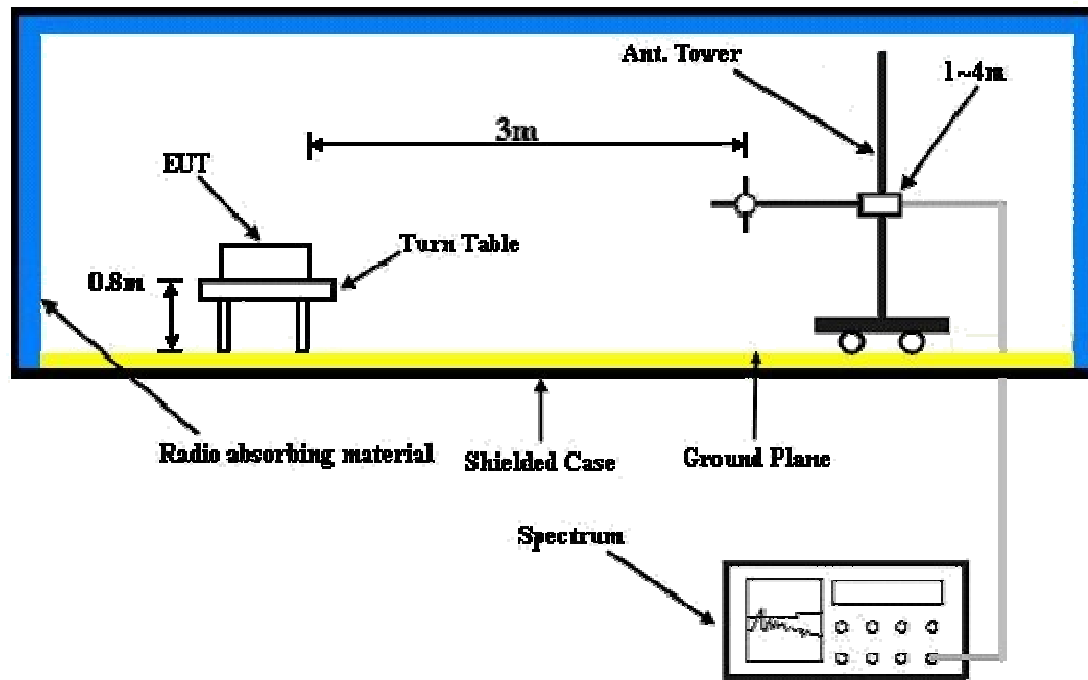 Ant. Tower
1~4m
3m
EUT
Turn Table
0.8m
Radio absorbing material
Shielded Case
Ground Plane
Spectrum